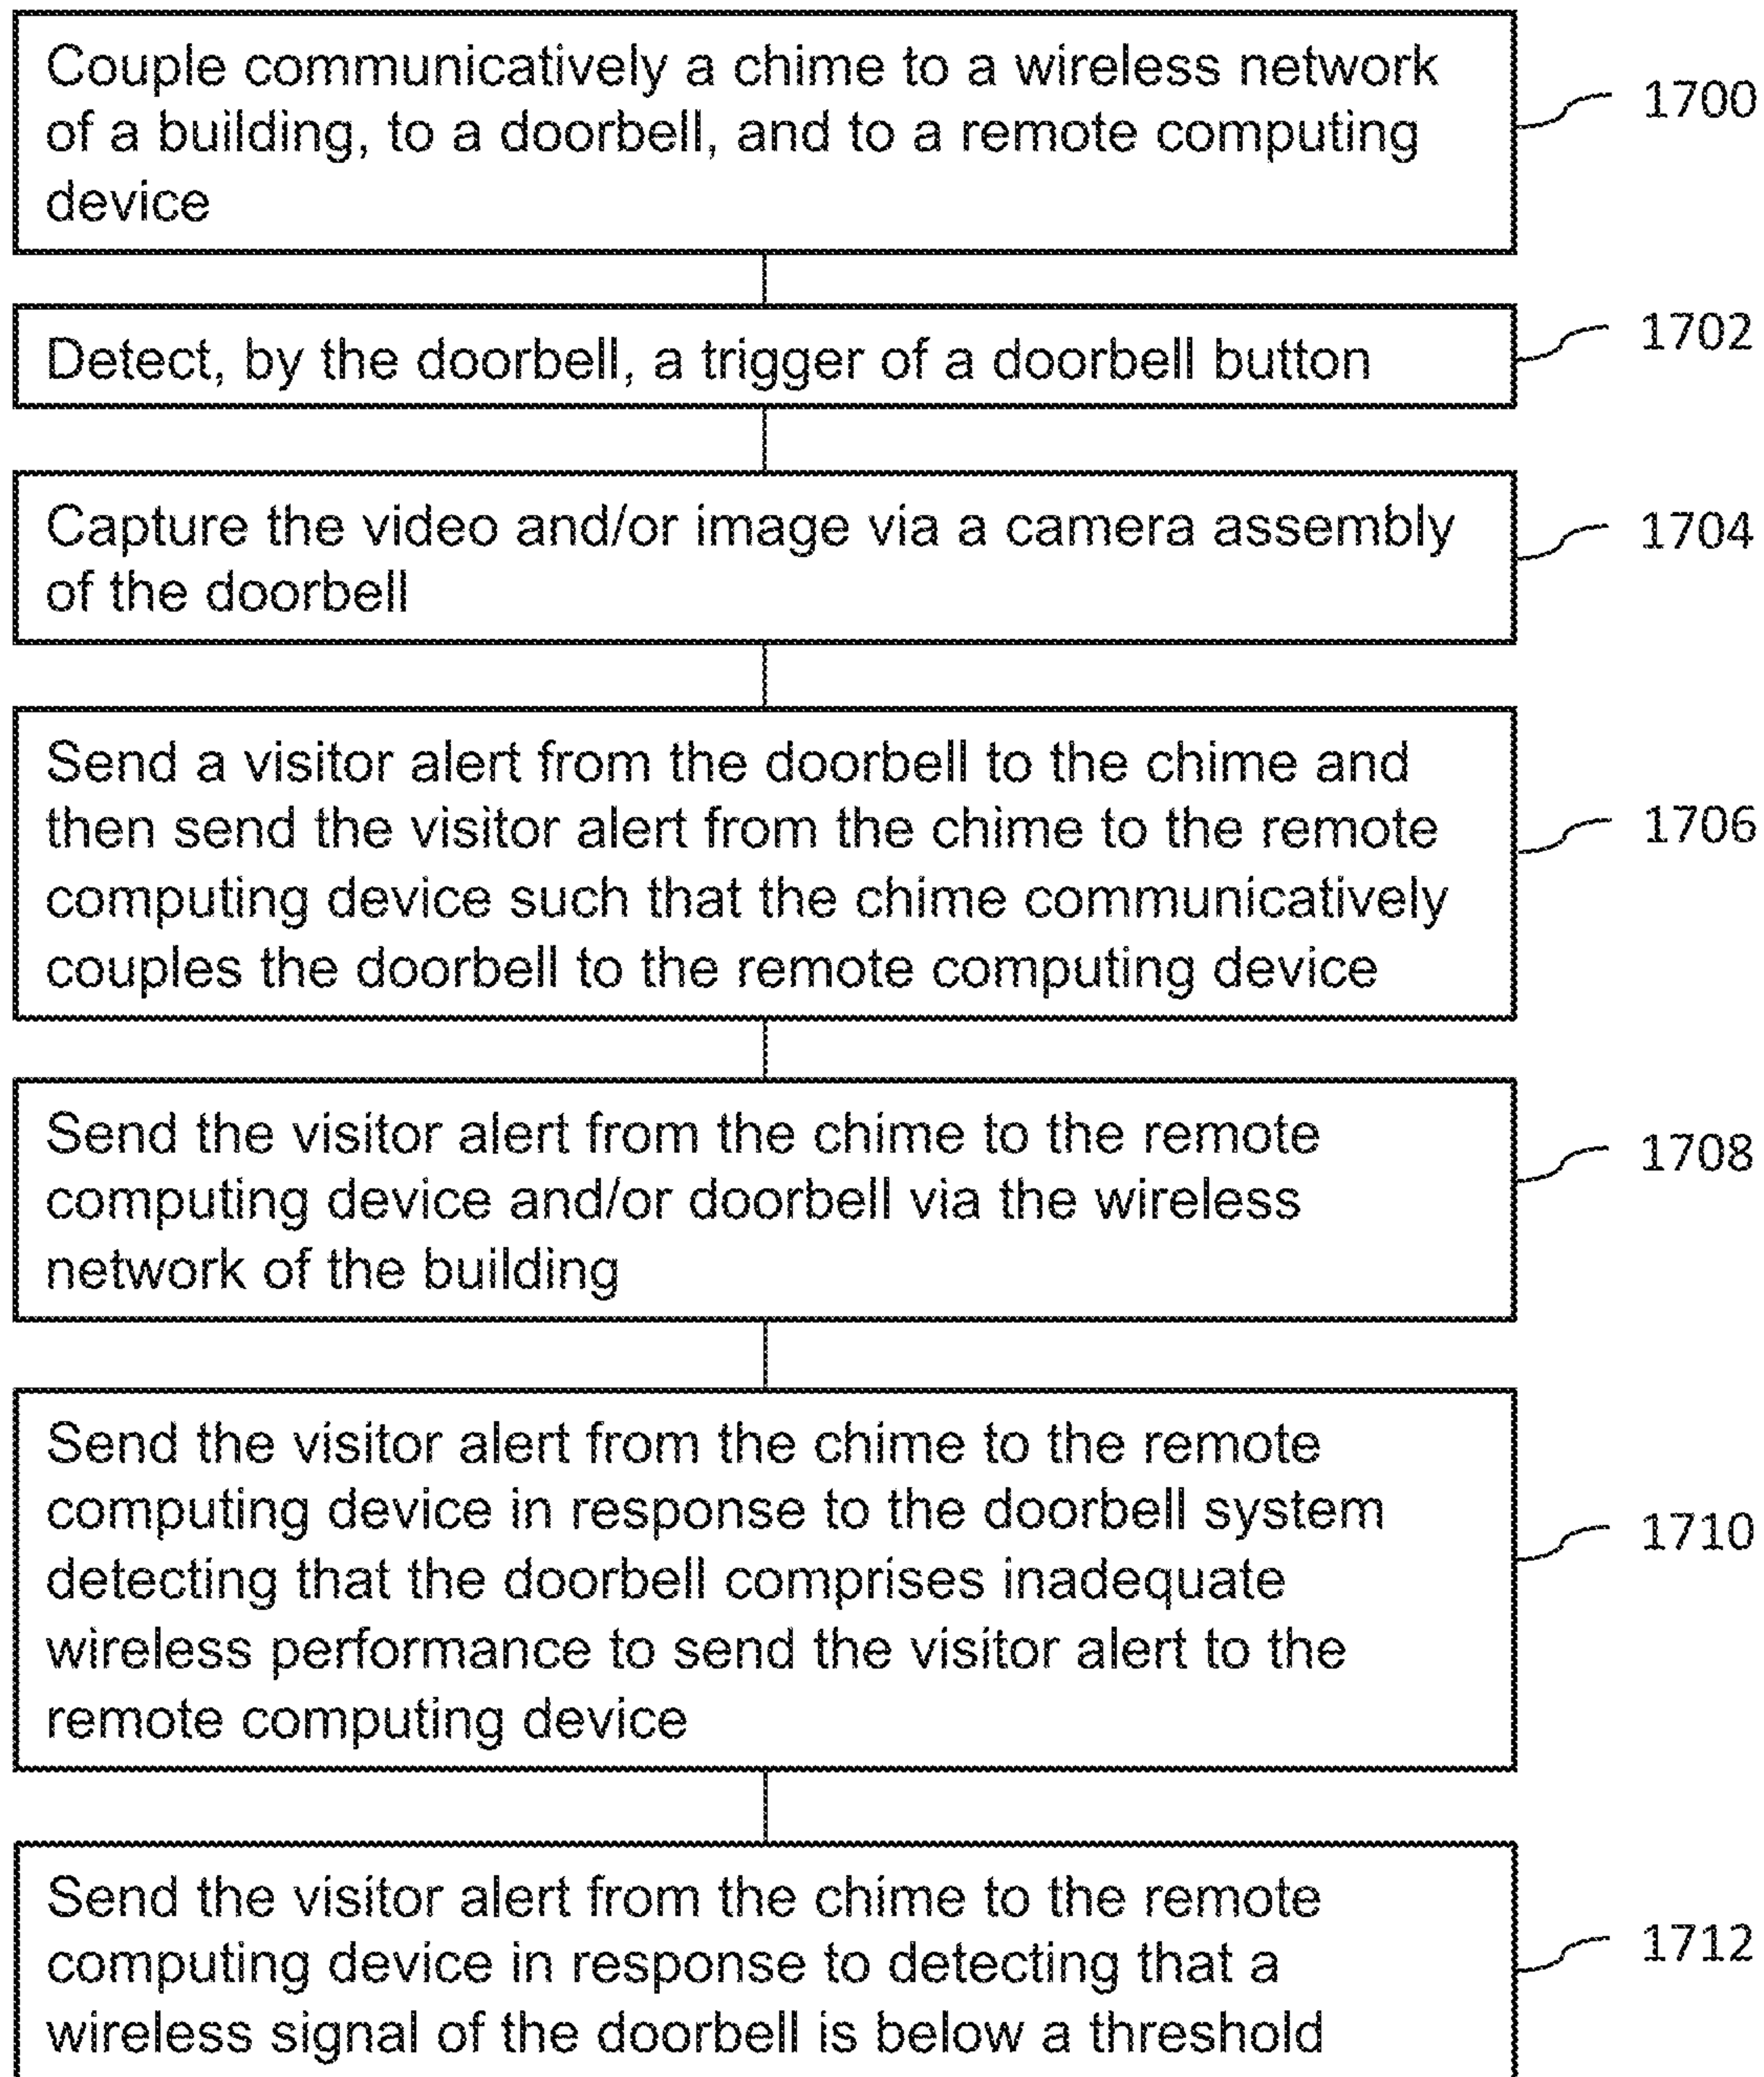 Couple communicatively a chime to a wireless network
of a building, to a doorbell, and to a remote computing
device
1700
Detect, by the doorbell, a trigger of a doorbell button
1702
Capture the video and/or image via a camera assembly
of the doorbell
1704
Send a visitor alert from the doorbell to the chime and
then send the visitor alert from the chime to the remote
computing device such that the chime communicatively
couples the doorbell to the remote computing device
1706
Send the visitor alert from the chime to the remote
computing device and/or doorbell via the wireless
network of the building
1708
Send the visitor alert from the chime to the remote
computing device in response to the doorbell system
detecting that the doorbell comprises inadequate
wireless performance to send the visitor alert to the
remote computing device
1710
Send the visitor alert from the chime to the remote
computing device in response to detecting that a
wireless signal of the doorbell is below a threshold
1712